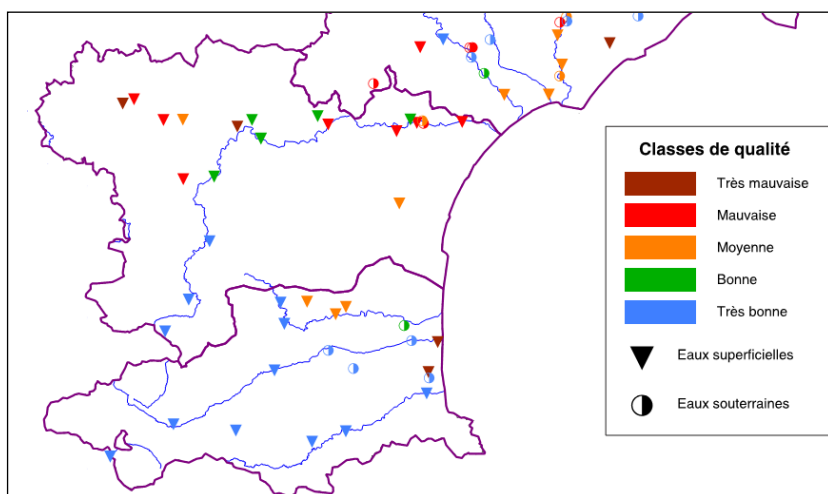 Classes de qualité
Très mauvaise
Mauvaise
Moyenne
Bonne
Très bonne
Eaux superficielles
Eaux souterraines